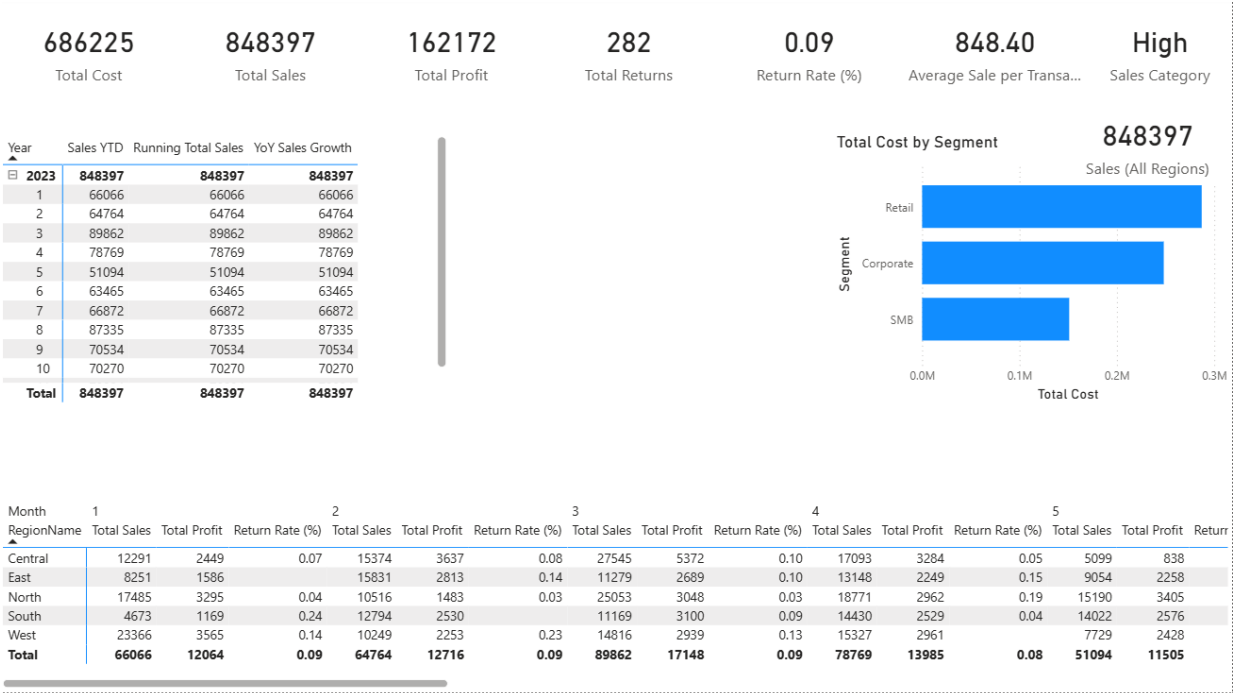 686225 848397 162172 282 0.09 848.40 High
Total Cost Total Sales Total Profit Total Returns Return Rate (%) Average Sale per Transa... Sales Category
Year Sales YTD Running Total Sales YoY Sales Growth
2023 848397 848397 848397
1 66066 66066 66066
2 64764 64764 64764
3 89862 89862 89862
4 78769 78769 78769
5 51094 51094 51094
6 63465 63465 63465
7 66872 66872 66872
8 87335 87335 87335
9 70534 70534 70534
10 70270 70270 70270
Total 848397 848397 848397
Total Cost by Segment
848397
Sales (All Regions)
Segment
Retail
Corporate
SMB
0.0M 0.1M 0.2M 0.3M
Total Cost
Month 1 2 3 4 5
RegionName Total Sales Total Profit Return Rate (%) Total Sales Total Profit Return Rate (%) Total Sales Total Profit Return Rate (%) Total Sales Total Profit Return Rate (%) Total Sales Total Profit Return
Central 12291 2449 0.07 15374 3637 0.08 27545 5372 0.10 17093 3284 0.05 5099 838
East 8251 1586 15831 2813 0.14 11279 2689 0.10 13148 2249 0.15 9054 2258
North 17485 3295 0.04 10516 1483 0.03 25053 3048 0.03 18771 2962 0.19 15190 3405
South 4673 1169 0.24 12794 2530 11169 3100 0.09 14430 2529 0.04 14022 2576
West 23366 3565 0.14 10249 2253 0.23 14816 2939 0.13 15327 2961 7729 2428
Total 66066 12064 0.09 64764 12716 0.09 89862 17148 0.09 78769 13985 0.08 51094 11505